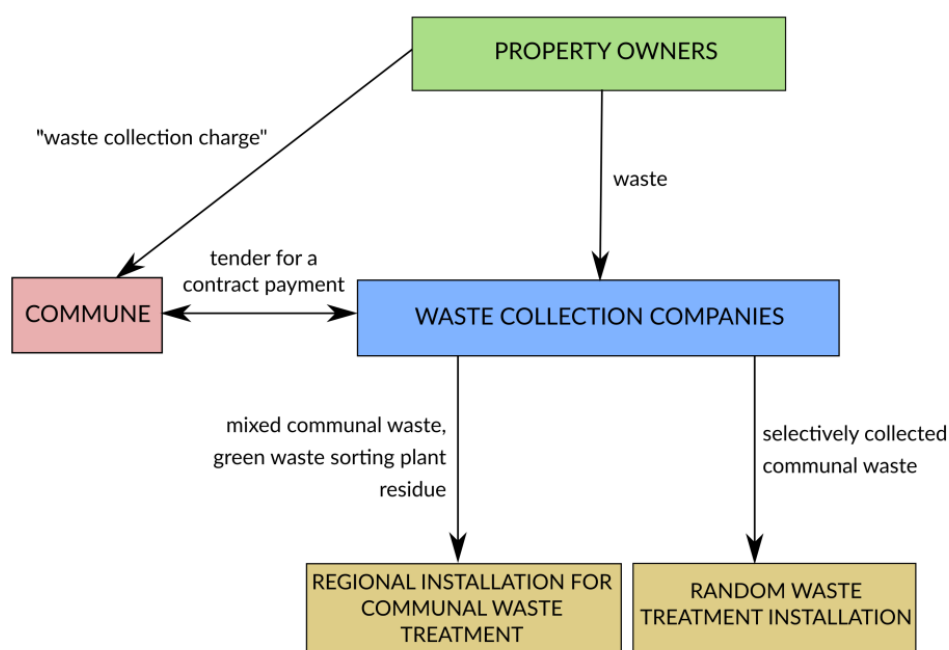 PROPERTY OWNERS
"waste collection charge"
waste
tender for a
contract payment
COMMUNE
WASTE COLLECTION COMPANIES
mixed communal waste,
green waste sorting plant
residue
selectively collected
communal waste
REGIONAL INSTALLATION FOR
COMMUNAL WASTE
TREATMENT
RANDOM WASTE
TREATMENT INSTALLATION